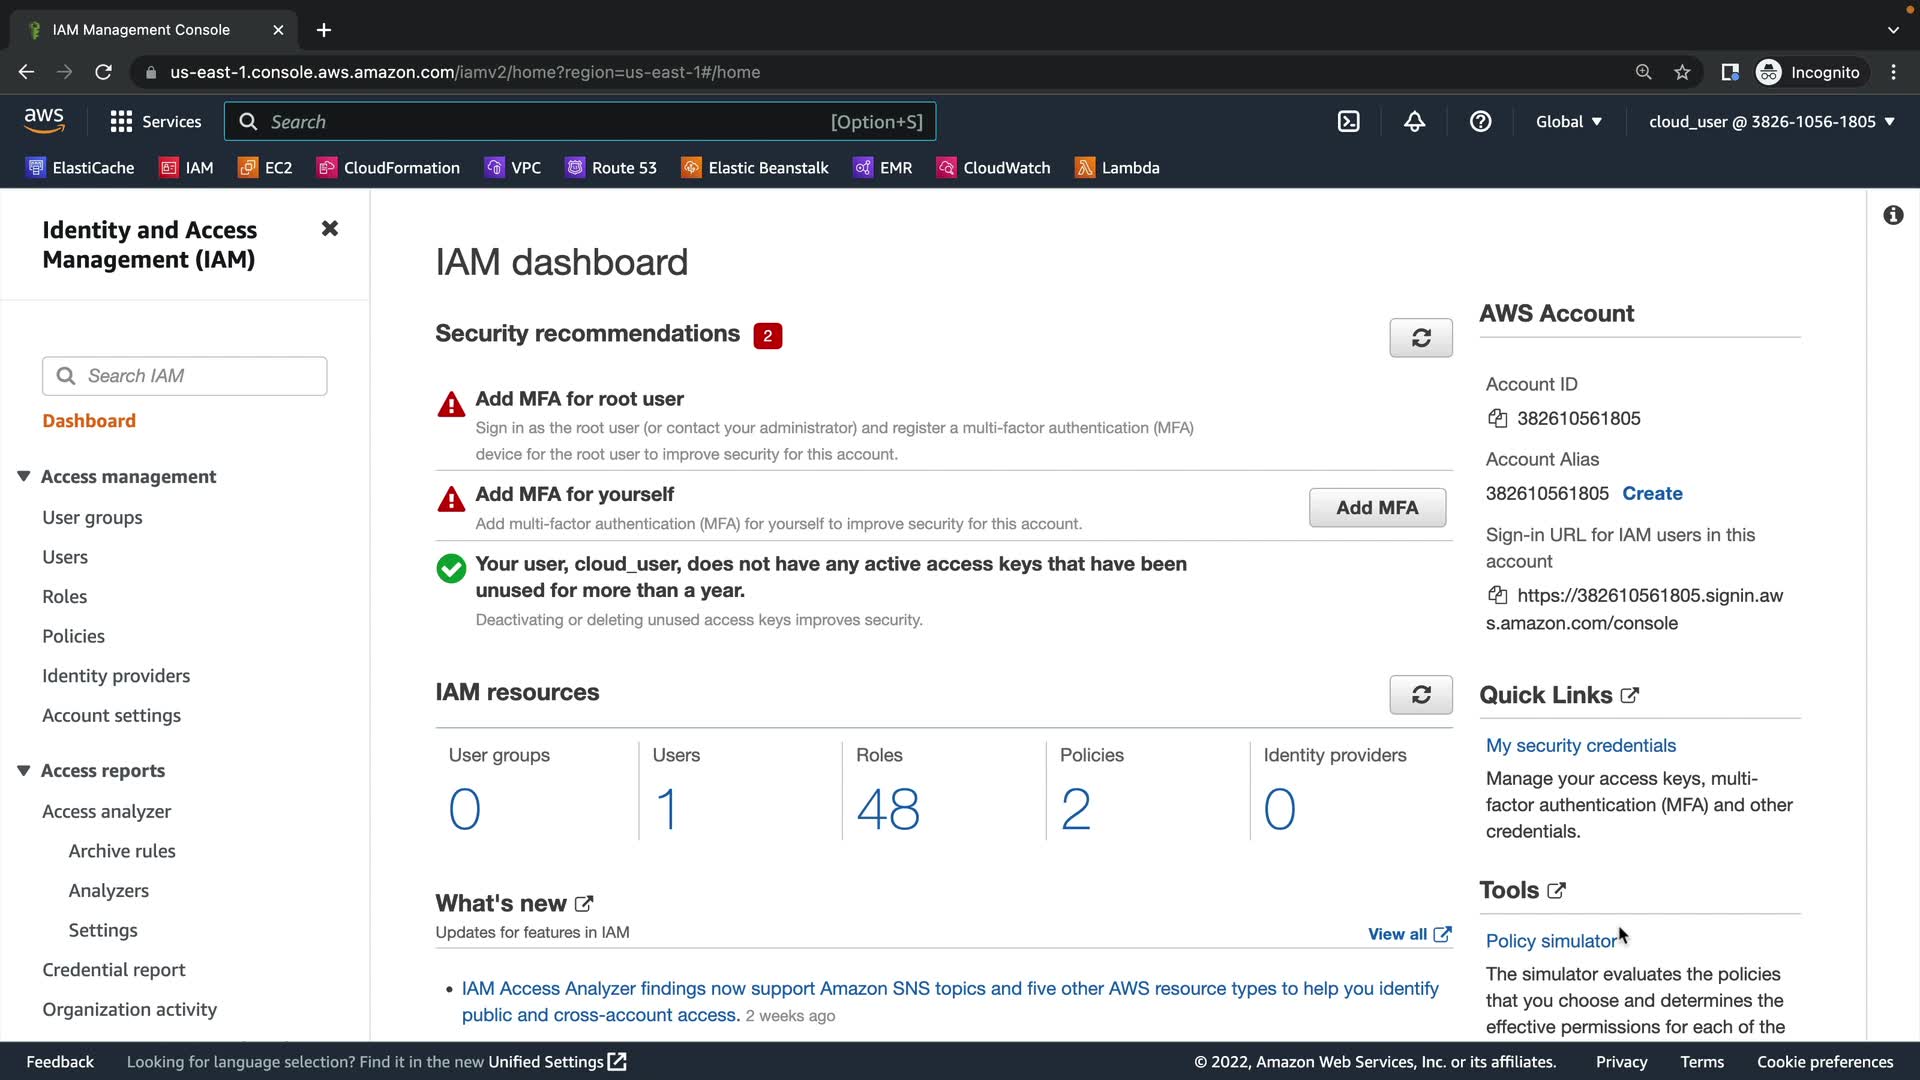 IAM Management Console
us-east-1.console.aws.amazon.com/iamv2/home?region=us-east-1#/home
Incognito
aws
Services
Search
[Option+S]
Global
cloud_user @ 3826-1056-1805
ElastiCache
IAM
EC2
CloudFormation
VPC
Route 53
Elastic Beanstalk
EMR
CloudWatch
Lambda
Identity and Access
Management (IAM)
Search IAM
Dashboard
Access management
User groups
Users
Roles
Policies
Identity providers
Account settings
Access reports
Access analyzer
Archive rules
Analyzers
Settings
Credential report
Organization activity
IAM dashboard
Security recommendations 2
Add MFA for root user
Sign in as the root user (or contact your administrator) and register a multi-factor authentication (MFA)
device for the root user to improve security for this account.
Add MFA for yourself
Add multi-factor authentication (MFA) for yourself to improve security for this account.
Add MFA
Your user, cloud_user, does not have any active access keys that have been
unused for more than a year.
Deactivating or deleting unused access keys improves security.
IAM resources
User groups
0
Users
1
Roles
48
Policies
2
Identity providers
0
What's new
Updates for features in IAM
View all
• IAM Access Analyzer findings now support Amazon SNS topics and five other AWS resource types to help you identify
public and cross-account access. 2 weeks ago
AWS Account
Account ID
382610561805
Account Alias
382610561805 Create
Sign-in URL for IAM users in this
account
https://382610561805.signin.aw
s.amazon.com/console
Quick Links
My security credentials
Manage your access keys, multi-
factor authentication (MFA) and other
credentials.
Tools
Policy simulator
The simulator evaluates the policies
that you choose and determines the
effective permissions for each of the
Feedback
Looking for language selection? Find it in the new Unified Settings
© 2022, Amazon Web Services, Inc. or its affiliates.
Privacy
Terms
Cookie preferences